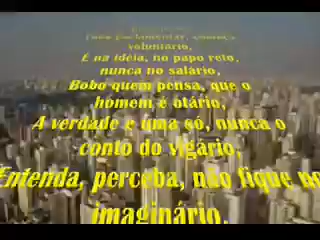 voluntário,
É na idéia, no papo reto,
nunca no salário,
Bobo quem pensa, que o
homem é otário,
A verdade e uma só, nunca o
conto do vigário,
Entenda, perceba, não fique no
imaginário,